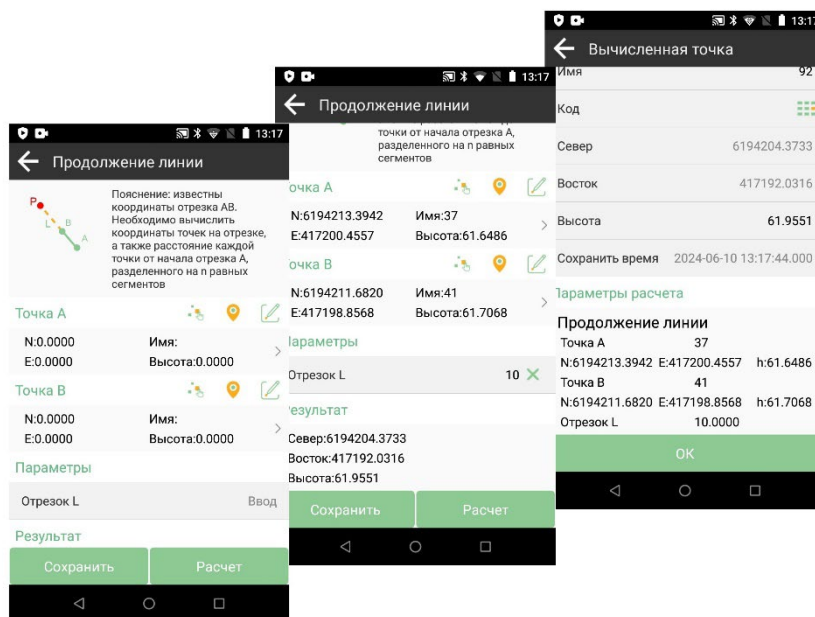 13:17
Продолжение линии
P
L
B
A
Пояснение: известны
координаты отрезка АВ.
Необходимо вычислить
координаты точек на отрезке,
а также расстояние каждой
точки от начала отрезка А,
разделенного на n равных
сегментов
Точка А
N:0.0000
Имя:
E:0.0000
Высота:0.0000
Точка В
N:0.0000
Имя:
E:0.0000
Высота:0.0000
Параметры
Отрезок L
Ввод
Результат
Сохранить
Расчет
13:17
Продолжение линии
точки от начала отрезка А,
разделенного на n равных
сегментов
очка А
N:6194213.3942
Имя:37
E:417200.4557
Высота:61.6486
очка В
N:6194211.6820
Имя:41
E:417198.8568
Высота:61.7068
Параметры
Отрезок L
10
езультат
Север:6194204.3733
Восток:417192.0316
Высота:61.9551
Сохранить
Расчет
13:17
Вычисленная точка
Имя
92
Код
Север
6194204.3733
Восток
417192.0316
Высота
61.9551
Сохранить время
2024-06-10 13:17:44.000
Параметры расчета
Продолжение линии
Точка А
37
N:6194213.3942 E:417200.4557 h:61.6486
Точка В
41
N:6194211.6820 E:417198.8568 h:61.7068
Отрезок L
10.0000
ОК